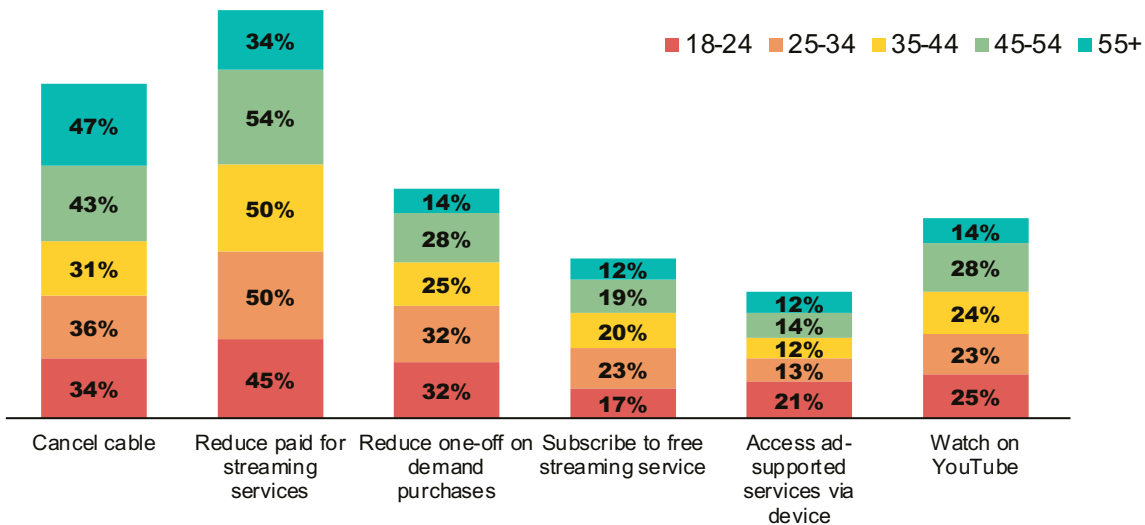 18-24 25-34 35-44 45-54 55+
34%
47%
54%
43%
50%
14%
14%
31%
28%
28%
12%
50%
25%
19%
12%
24%
36%
32%
20%
14%
12%
23%
23%
13%
34%
45%
32%
17%
21%
25%
Cancel cable
Reduce paid for
streaming
services
Reduce one-off on
demand
purchases
Subscribe to free
streaming service
Access ad-
supported
services via
device
Watch on
YouTube